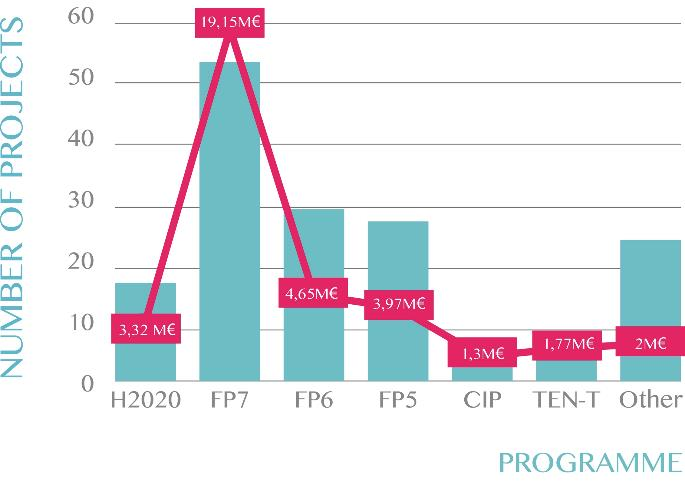 NUMBER OF PROJECTS
60
50
40
30
20
10
0
19,15M€
3,32 M€
4,65M€
3,97M€
1,3M€
1,77M€
2M€
H2020 FP7 FP6 FP5 CIP TEN-T Other
PROGRAMME